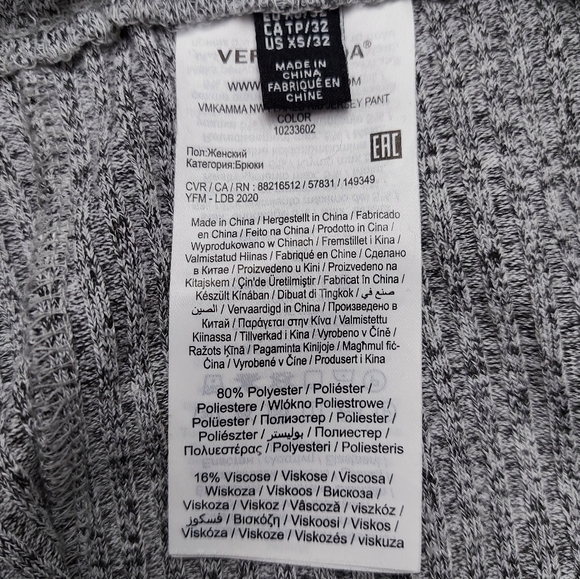 CA TP/32
US XS/32
MADE IN
CHINA
FABRIQUÉ EN
CHINE
VMKAMMA PANT
COLOR
10233602
EAC
Пол:Женский
Категория:Брюки
CVR / CA / RN : 88216512 / 57831 / 149349
YFM - LDB 2020
Made in China / Hergestellt in China / Fabricado
en China / Feito na China / Prodotto in Cina /
Wyprodukowano w Chinach / Fremstillet i Kina /
Valmistatud Hiinas / Fabriqué en Chine / Сделано
в Китае / Proizvedeno u Kini / Proizvedeno na
Kitajskem / Çin'de Üretilmiştir / Fabricat în China /
Készült Kínában / Dibuat di Tingkok / صنع في
الصين / Vervaardigd in China / Произведено в
Китай / Παράγεται στην Κίνα / Valmistettu
Kiinassa / Tillverkad i Kina / Vyrobeno v Číně /
Ražots Ķīnā / Pagaminta Kinijoje / Maghmul fiċ-
Ċina / Vyrobené v Číne / Produsert i Kina
80% Polyester / Poliéster /
Poliestere / Włókno Poliestrowe /
Polüester / Полиэстер / Poliester /
Poliészter / بوليستر / Полиестер /
Πολυεστέρας / Polyesteri / Poliesteris
16% Viscose / Viskose / Viscosa /
Wiskoza / Viskoos / Вискоза /
Viskoza / Viskoz / Vâscoză / viszkóz /
فسكوز / Βισκόζη / Viskoosi / Viskos /
Viskóza / Viskoze / Viskozės / viskuza